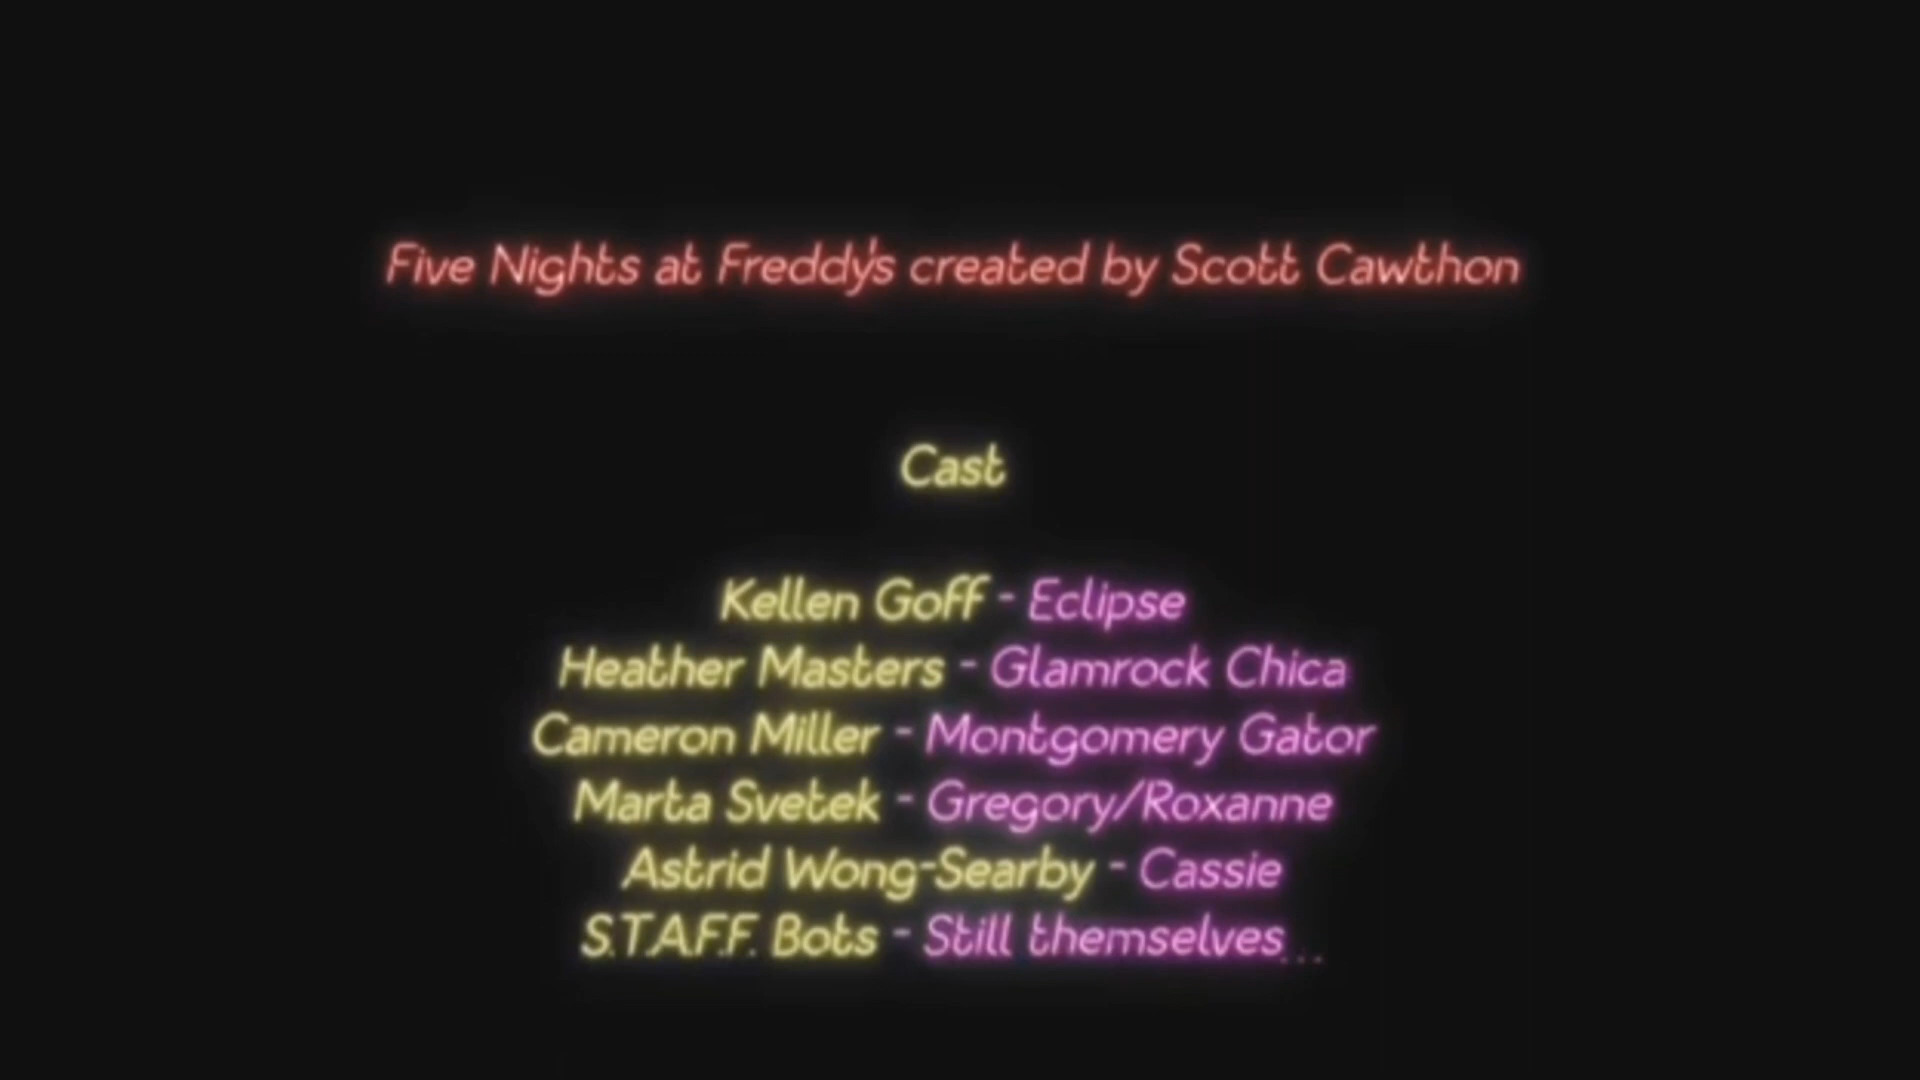 Five Nights at Freddy's created by Scott Cawthon
Cast
Kellen Goff - Eclipse
Heather Masters - Glamrock Chica
Cameron Miller - Montgomery Gator
Marta Svetek - Gregory/Roxanne
Astrid Wong-Searby - Cassie
S.T.A.F.F. Bots - Still themselves...